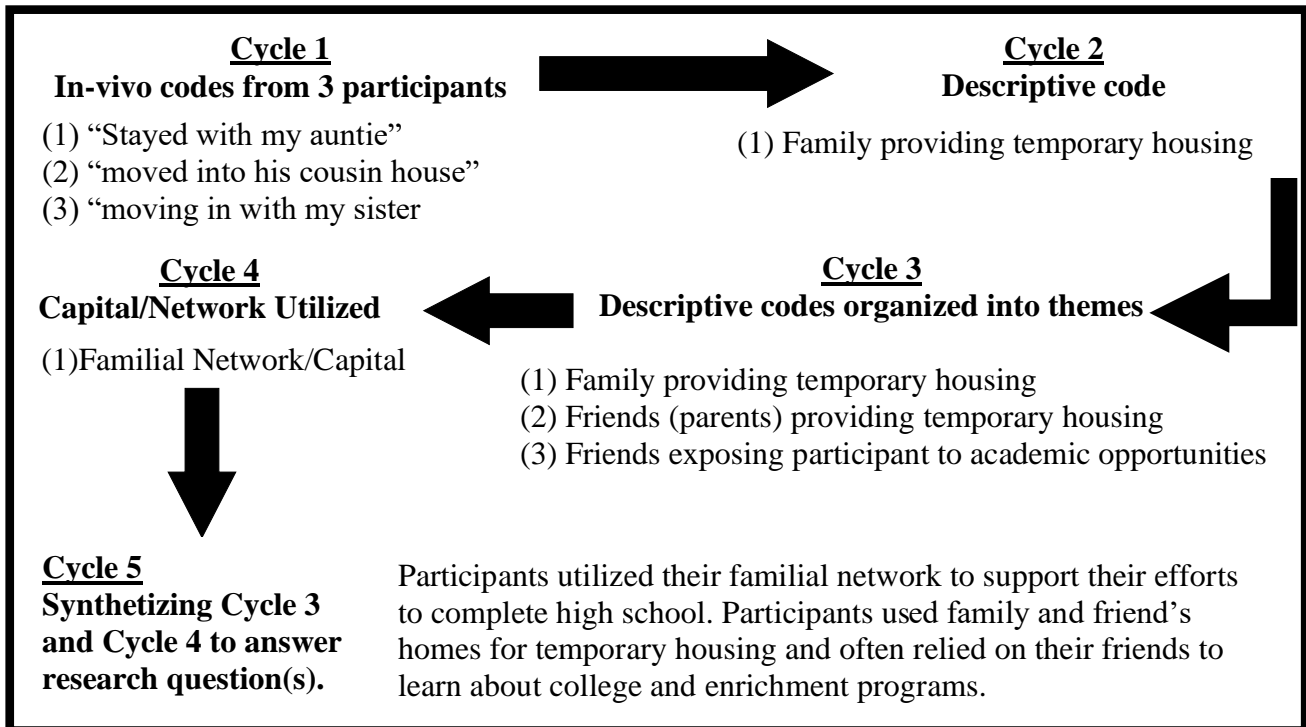 Cycle 1
In-vivo codes from 3 participants
(1) “Stayed with my auntie”
(2) “moved into his cousin house”
(3) “moving in with my sister
Cycle 2
Descriptive code
(1) Family providing temporary housing
Cycle 3
Descriptive codes organized into themes
(1) Family providing temporary housing
(2) Friends (parents) providing temporary housing
(3) Friends exposing participant to academic opportunities
Cycle 4
Capital/Network Utilized
(1)Familial Network/Capital
Cycle 5
Synthetizing Cycle 3
and Cycle 4 to answer
research question(s).
Participants utilized their familial network to support their efforts
to complete high school. Participants used family and friend’s
homes for temporary housing and often relied on their friends to
learn about college and enrichment programs.